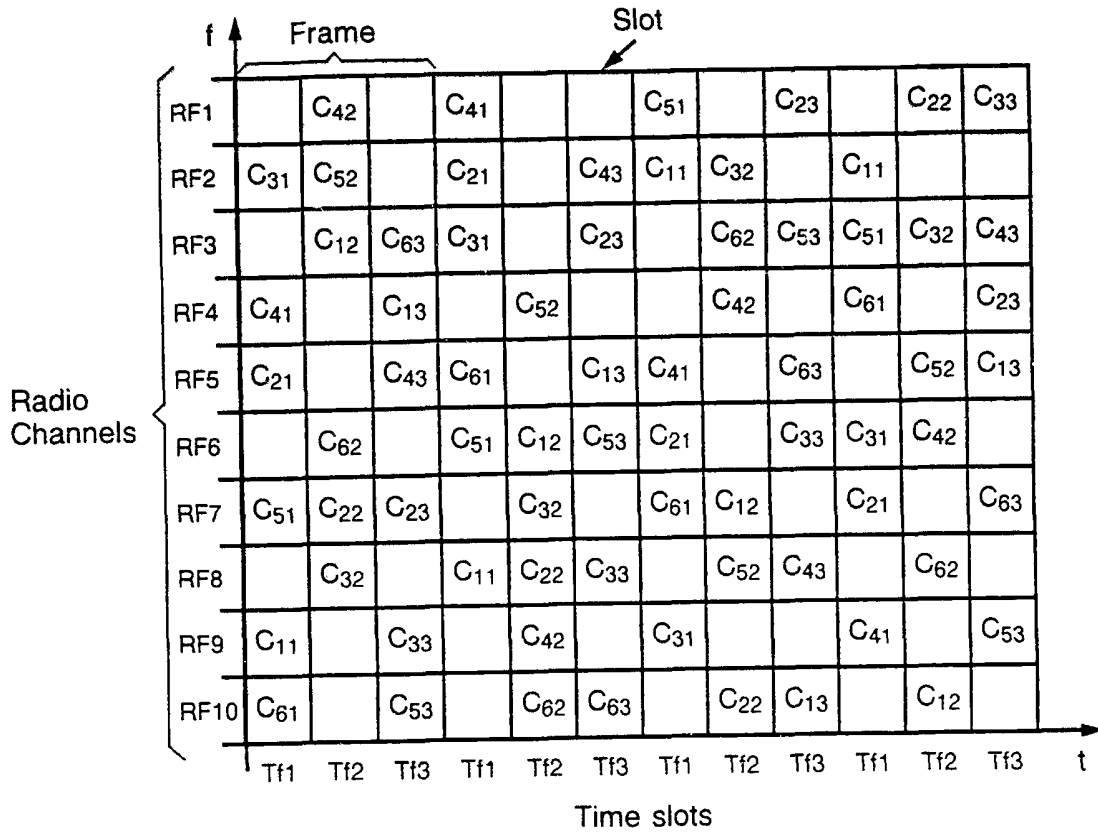 f Frame Slot
RF1 C42 C41 C51 C23 C22 C33
RF2 C31 C52 C21 C43 C11 C32 C11
RF3 C12 C63 C31 C23 C62 C53 C51 C32 C43
RF4 C41 C13 C52 C42 C61 C23
RF5 C21 C43 C61 C13 C41 C63 C52 C13
Radio
Channels
RF6 C62 C51 C12 C53 C21 C33 C31 C42
RF7 C51 C22 C23 C32 C61 C12 C21 C63
RF8 C32 C11 C22 C33 C52 C43 C62
RF9 C11 C33 C42 C31 C41 C53
RF10 C61 C53 C62 C63 C22 C13 C12
Tf1 Tf2 Tf3 Tf1 Tf2 Tf3 Tf1 Tf2 Tf3 Tf1 Tf2 Tf3 t
Time slots